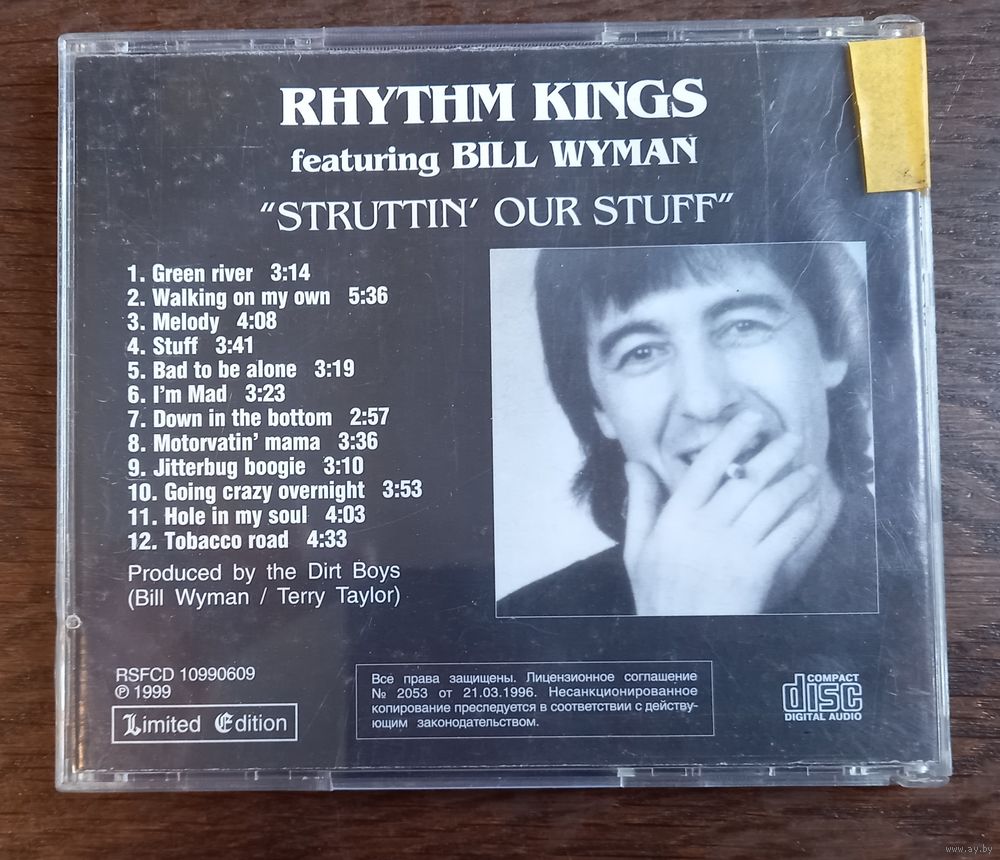 RHYTHM KINGS
featuring BILL WYMAN
"STRUTTIN' OUR STUFF"
1. Green river 3:14
2. Walking on my own 5:36
3. Melody 4:08
4. Stuff 3:41
5. Bad to be alone 3:19
6. I'm Mad 3:23
7. Down in the bottom 2:57
8. Motorvatin' mama 3:36
9. Jitterbug boogie 3:10
10. Going crazy overnight 3:53
11. Hole in my soul 4:03
12. Tobacco road 4:33
Produced by the Dirt Boys
(Bill Wyman / Terry Taylor)
RSFCD 10990609
℗ 1999
Limited Edition
Все права защищены. Лицензионное соглашение
№ 2053 от 21.03.1996. Несанкционированное
копирование преследуется в соответствии с действу-
ющим законодательством.
COMPACT
disc
DIGITAL AUDIO
www.ay.by